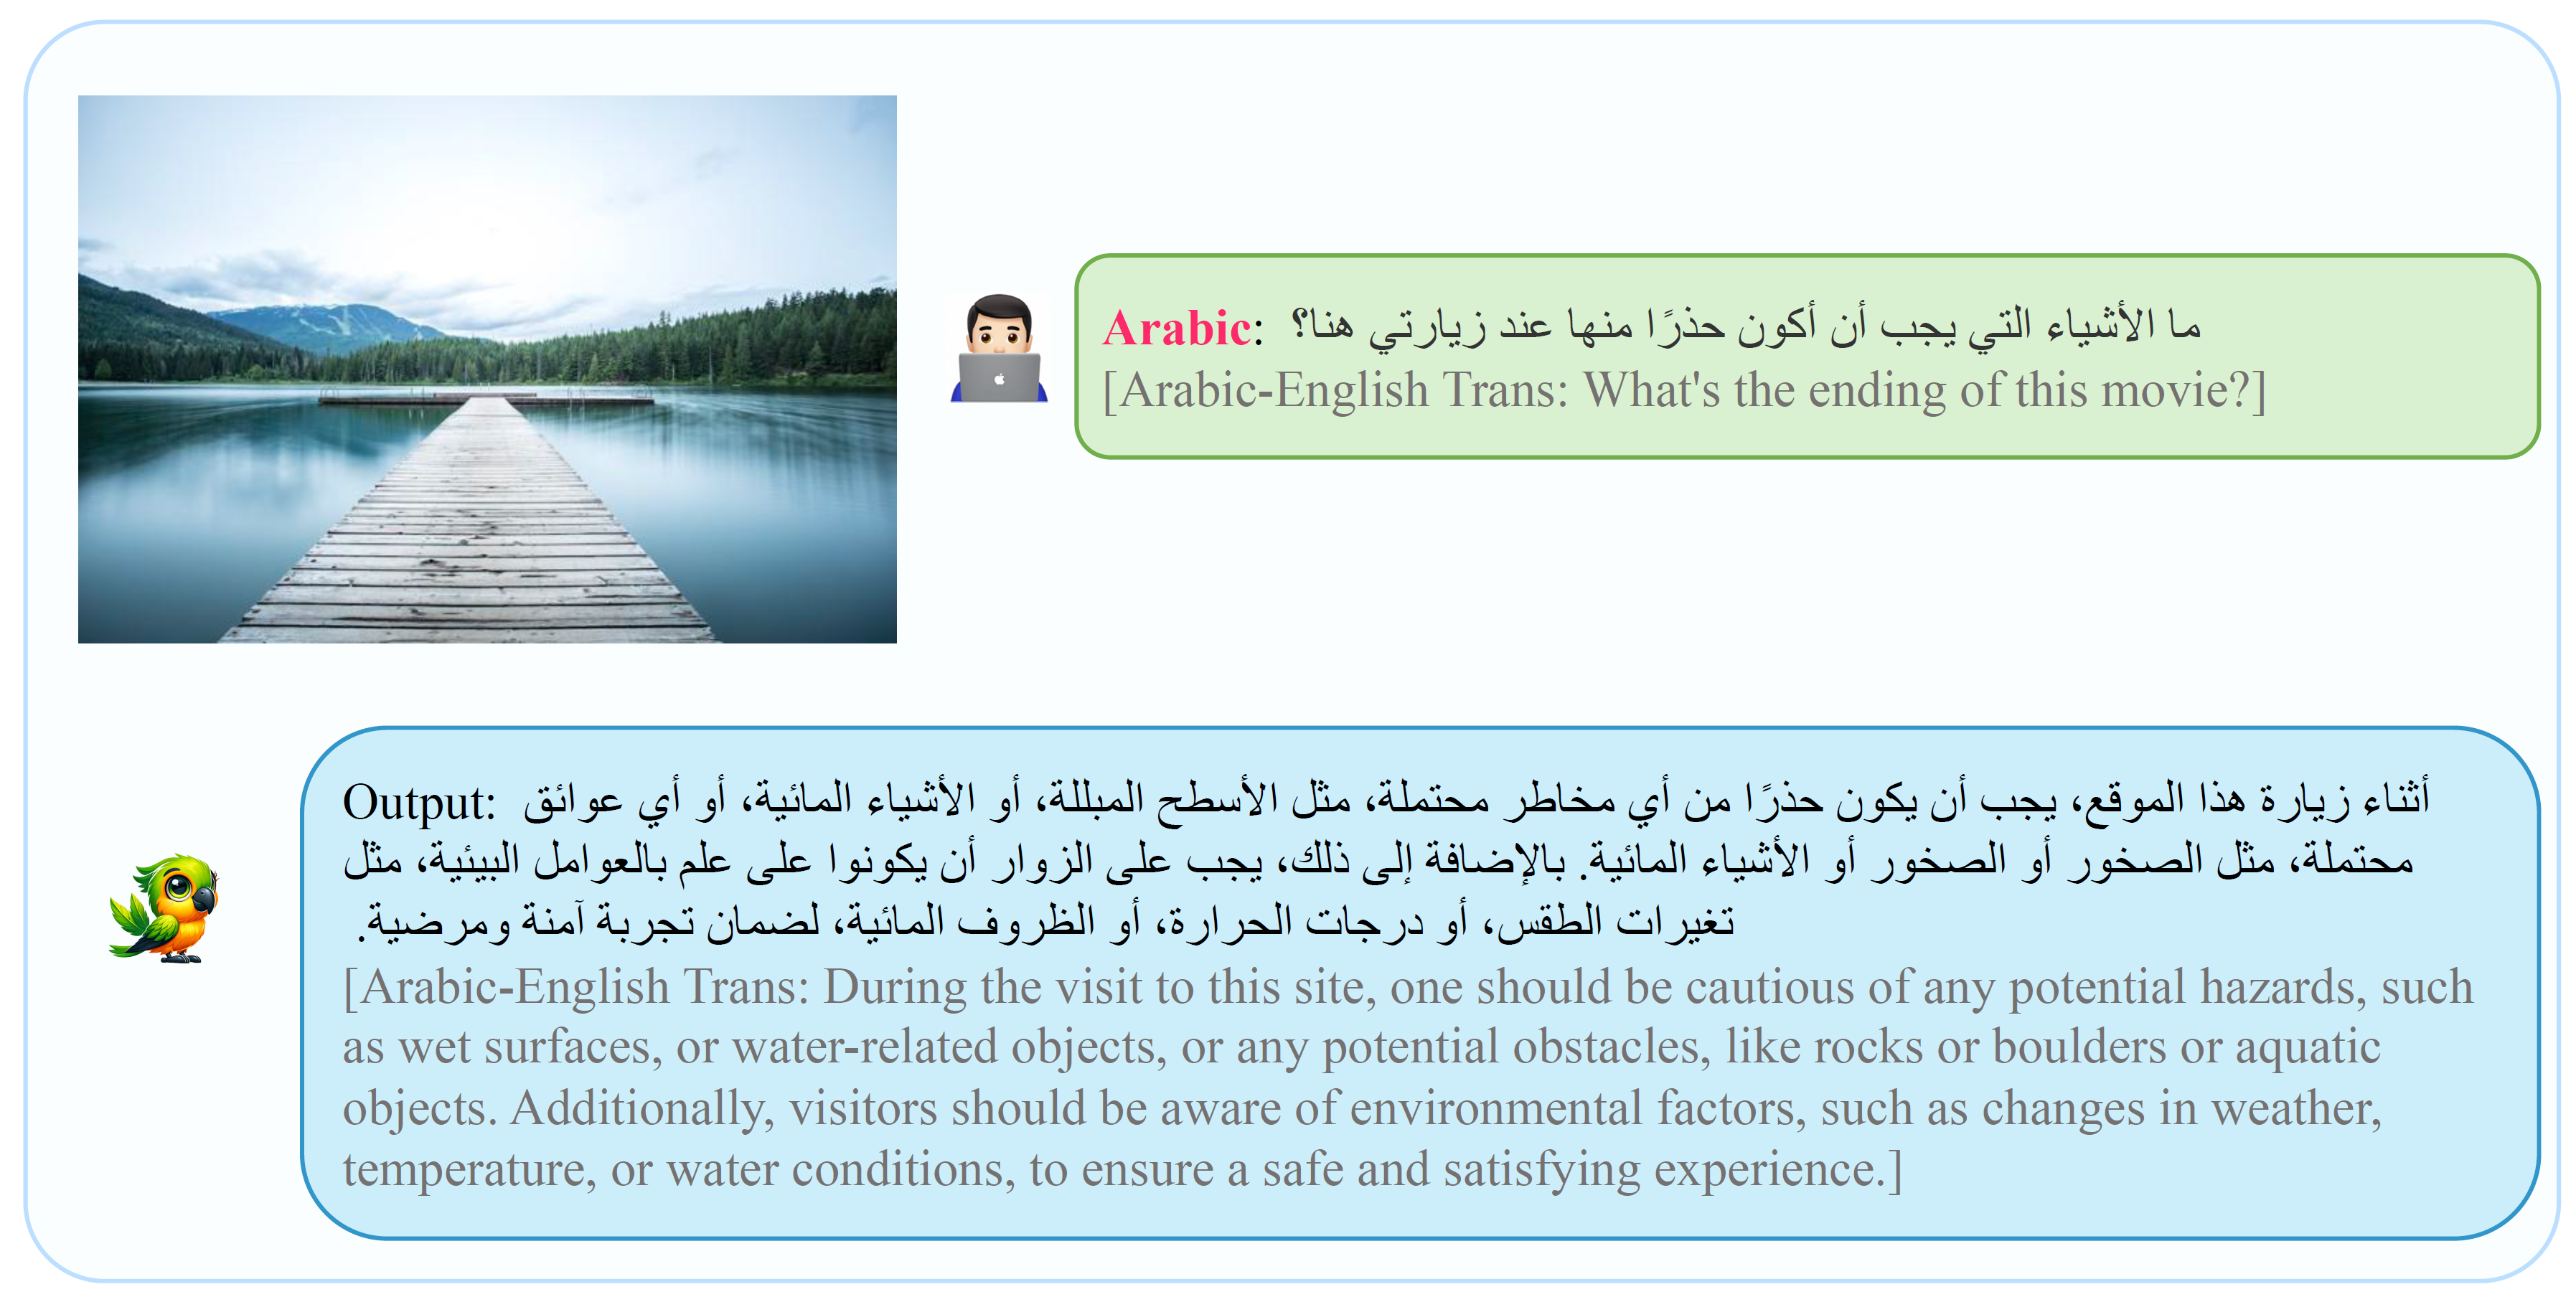 Arabic: ما الأشياء التي يجب أن أكون حذرًا منها عند زيارتي هنا؟
[Arabic-English Trans: What's the ending of this movie?]
Output: أثناء زيارة هذا الموقع، يجب أن يكون حذرًا من أي مخاطر محتملة، مثل الأسطح المبللة، أو الأشياء المائية، أو أي عوائق
محتملة، مثل الصخور أو الصخور أو الأشياء المائية. بالإضافة إلى ذلك، يجب على الزوار أن يكونوا على علم بالعوامل البيئية، مثل
تغيرات الطقس، أو درجات الحرارة، أو الظروف المائية، لضمان تجربة آمنة ومرضية.
[Arabic-English Trans: During the visit to this site, one should be cautious of any potential hazards, such
as wet surfaces, or water-related objects, or any potential obstacles, like rocks or boulders or aquatic
objects. Additionally, visitors should be aware of environmental factors, such as changes in weather,
temperature, or water conditions, to ensure a safe and satisfying experience.]